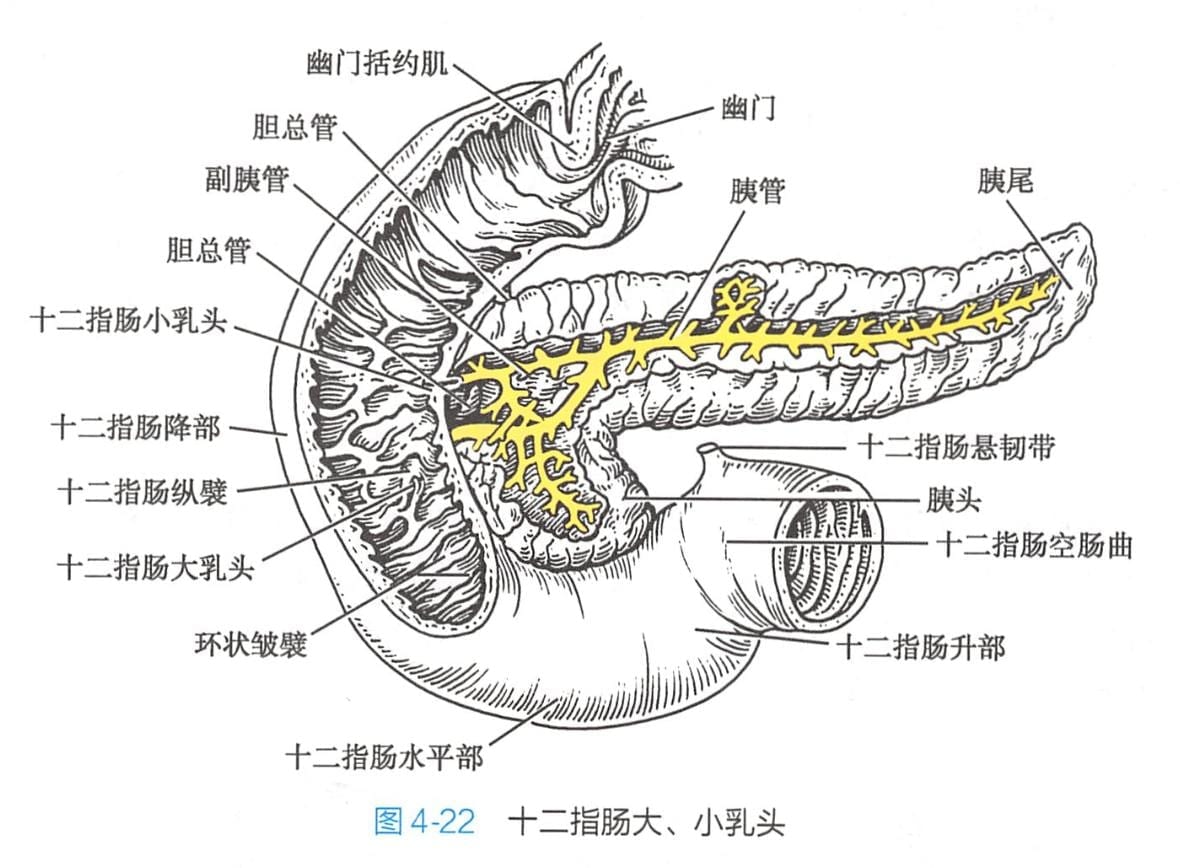 幽门括约肌
幽门
胆总管
副胰管
胰管
胰尾
胆总管
十二指肠小乳头
十二指肠降部
十二指肠悬韧带
十二指肠纵襞
胰头
十二指肠空肠曲
十二指肠大乳头
环状皱襞
十二指肠升部
十二指肠水平部
图 4-22 十二指肠大、小乳头